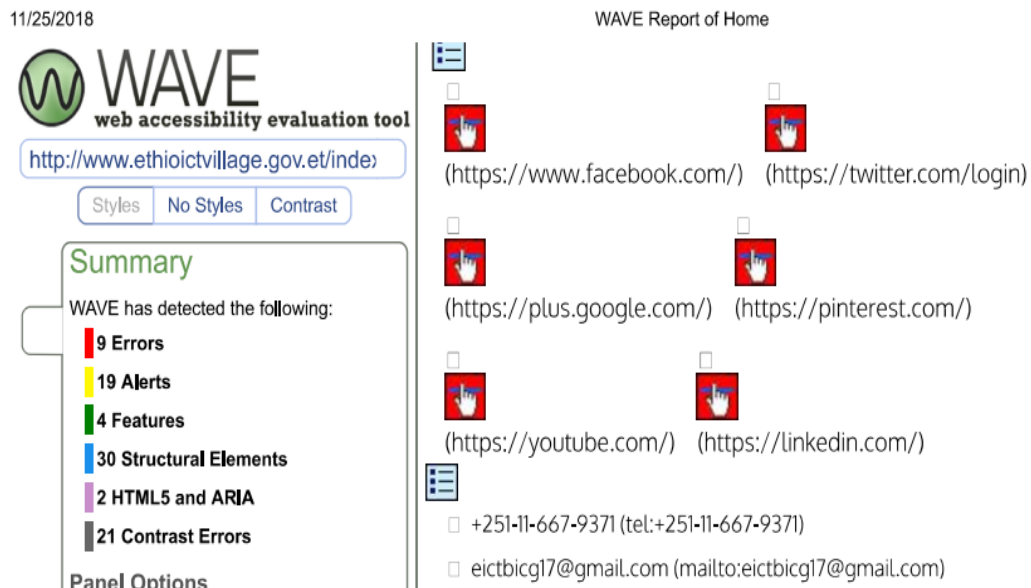 11/25/2018
WAVE Report of Home
WAVE
web accessibility evaluation tool
http://www.ethioictvillage.gov.et/index
Styles
No Styles
Contrast
Summary
WAVE has detected the following:
9 Errors
19 Alerts
4 Features
30 Structural Elements
2 HTML5 and ARIA
21 Contrast Errors
Panel Options
(https://www.facebook.com/)
(https://twitter.com/login)
(https://plus.google.com/)
(https://pinterest.com/)
(https://youtube.com/)
(https://linkedin.com/)
+251-11-667-9371 (tel:+251-11-667-9371)
eictbicg17@gmail.com (mailto:eictbicg17@gmail.com)